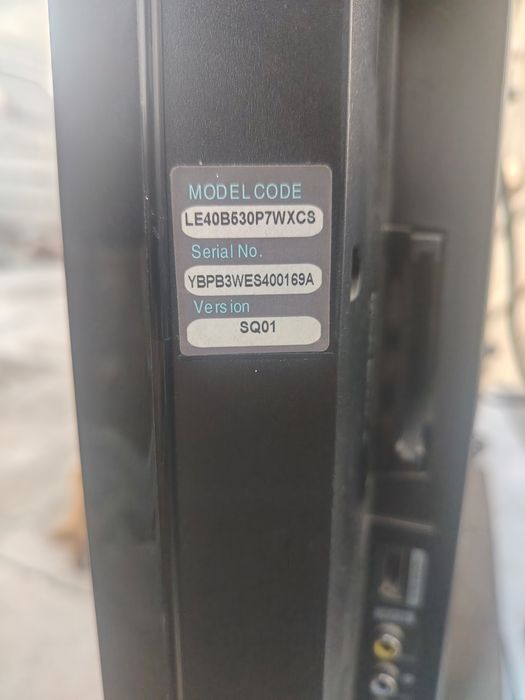 MODEL CODE
LE40B530P7WXCS
Serial No.
YBPB3WES400169A
Version
SQ01